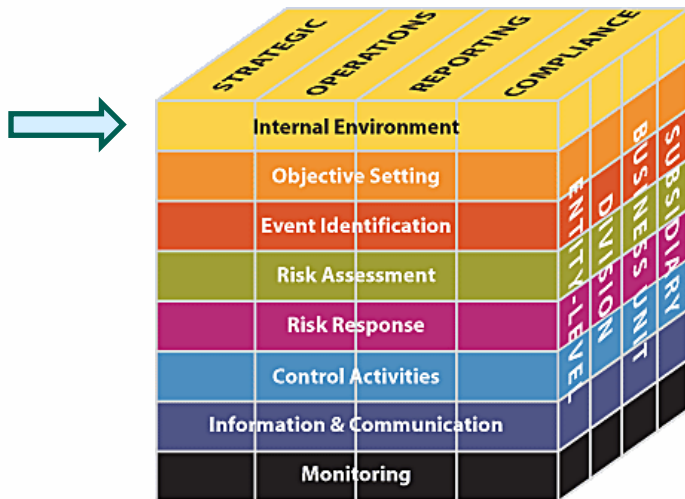 STRATEGIC
OPERATIONS
REPORTING
COMPLIANCE
Internal Environment
Objective Setting
Event Identification
Risk Assessment
Risk Response
Control Activities
Information & Communication
Monitoring
ENTITY-LEVEL
DIVISION
BUSINESS UNIT
SUBSIDIARY